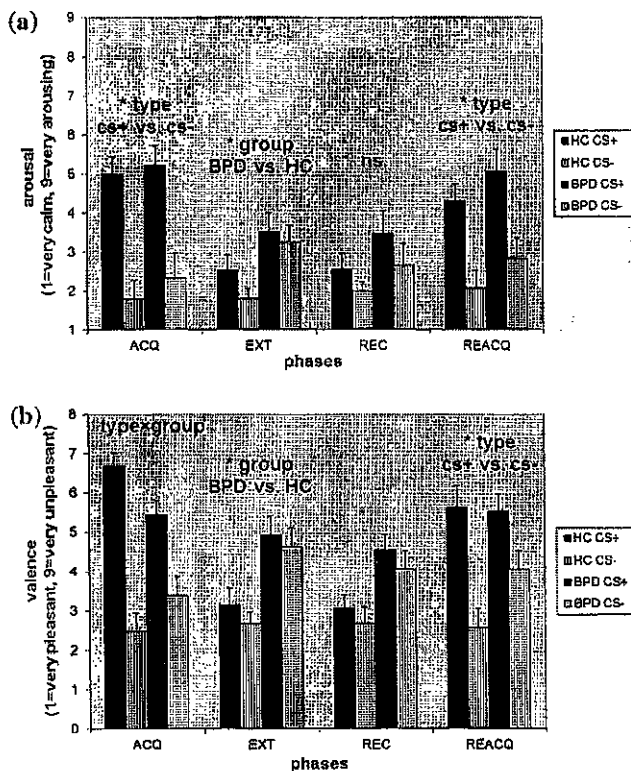 (a)
9
8
7
6
5
4
3
2
1
arousal
(1=very calm, 9=very arousing)
* type
cs+ vs. cs-
* group
BPD vs. HC
ns
* type
cs+ vs. cs-
ACQ
EXT
REC
REACQ
phases
HC CS+
HC CS-
BPD CS+
BPD CS-
(b)
8
7
6
5
4
3
2
1
0
valence
(1=very pleasant, 9=very unpleasant)
typexgroup
* group
BPD vs. HC
* type
cs+ vs. cs-
ACQ
EXT
REC
REACQ
phases
HC CS+
HC CS-
BPD CS+
BPD CS-